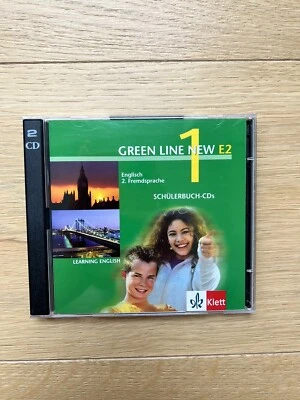 2
CD
GREEN LINE NEW E2
1
Englisch
2. Fremdsprache
SCHÜLERBUCH-CDs
LEARNING ENGLISH
Klett